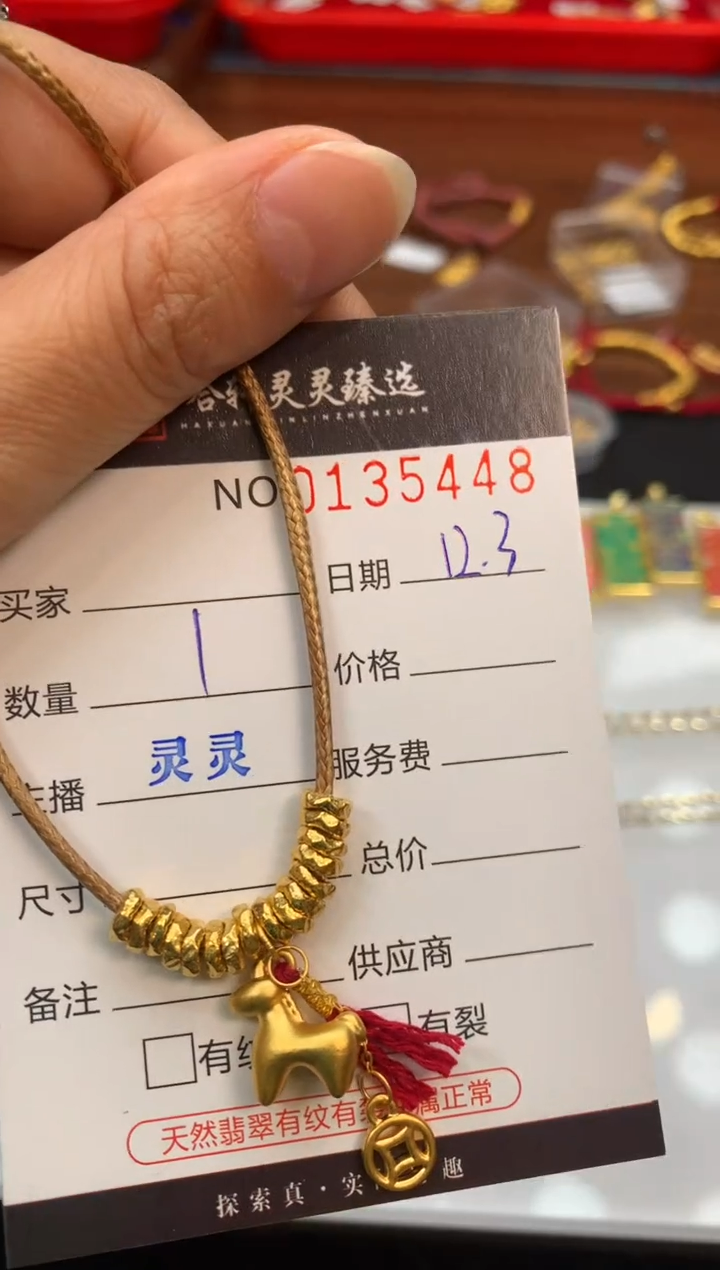 灵灵臻选
NO 0135448
买家
日期 12.3
数量 1
价格
主播 灵灵
服务费
尺寸
总价
备注
供应商
有纹
有裂
天然翡翠有纹有裂 属正常
探索真·实 趣